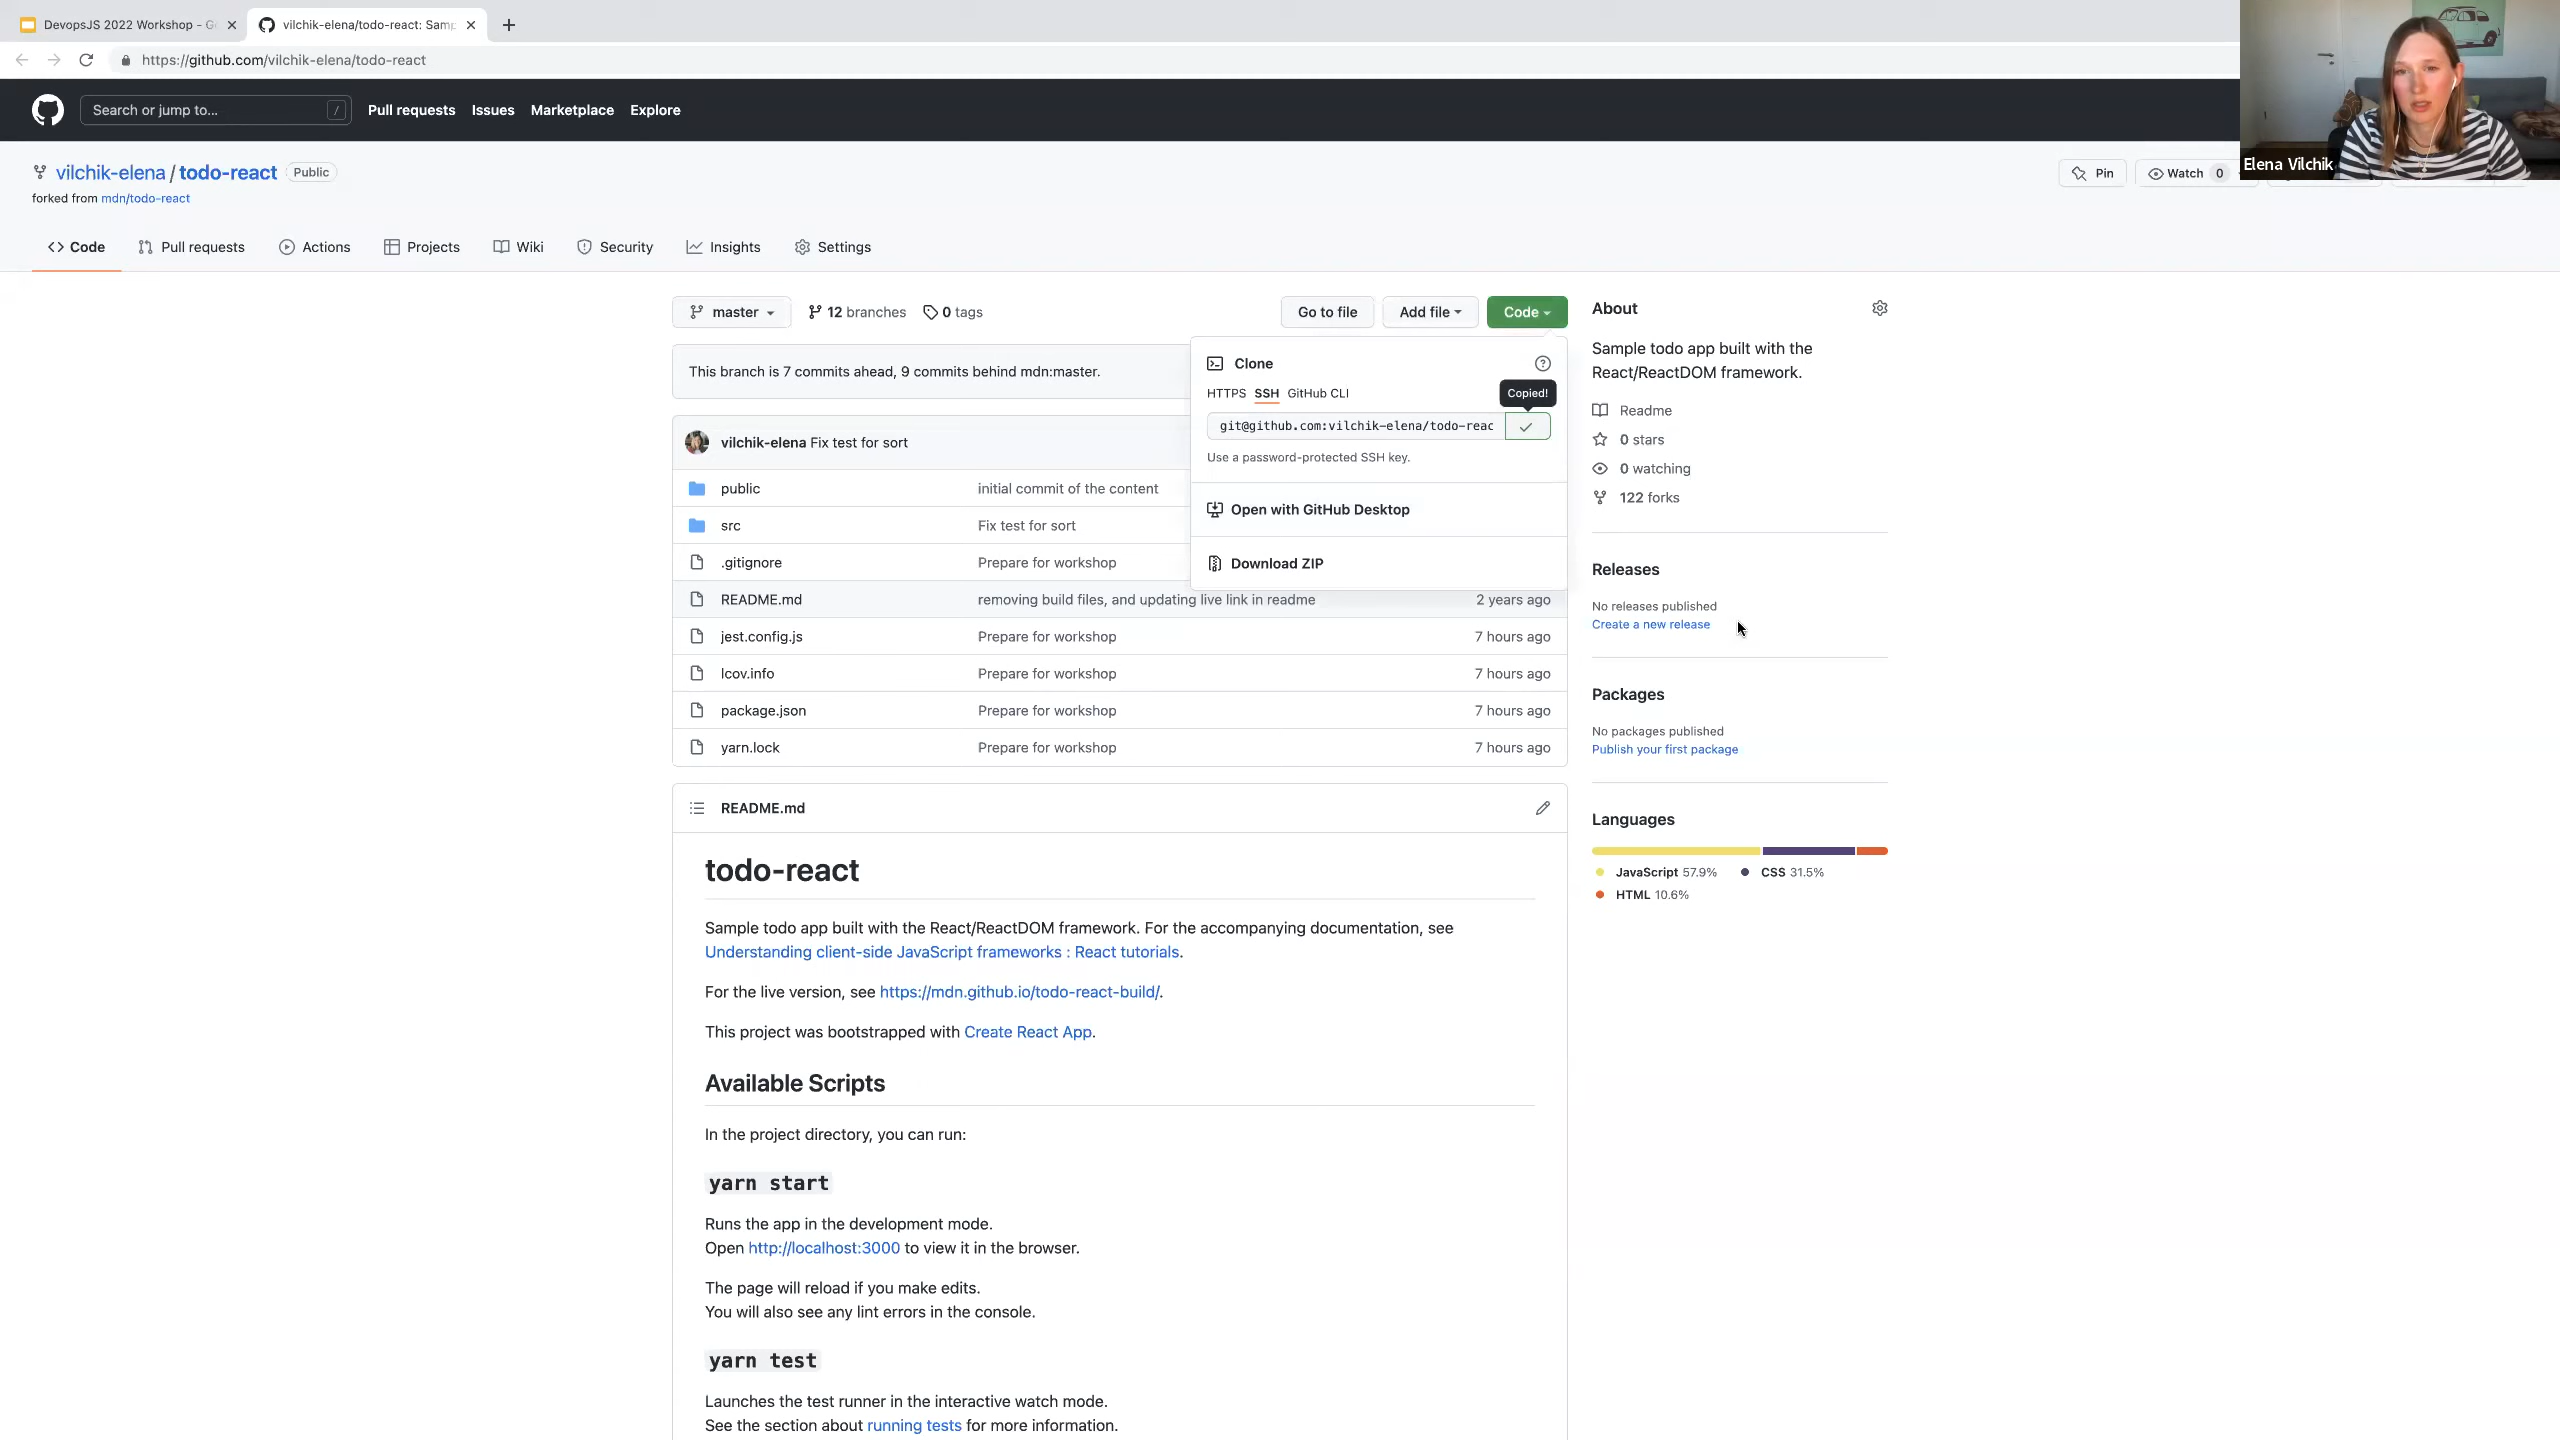 DevopsJS 2022 Workshop - G
vilchik-elena/todo-react: Samp
https://github.com/vilchik-elena/todo-react
Search or jump to... /
Pull requests Issues Marketplace Explore
Elena Vilchik
vilchik-elena / todo-react Public
Pin Watch 0
forked from mdn/todo-react
Code Pull requests Actions Projects Wiki Security Insights Settings
master 12 branches 0 tags
Go to file Add file Code
This branch is 7 commits ahead, 9 commits behind mdn:master.
Clone
HTTPS SSH GitHub CLI
Copied!
git@github.com:vilchik-elena/todo-reac
Use a password-protected SSH key.
Open with GitHub Desktop
Download ZIP
vilchik-elena Fix test for sort
public initial commit of the content
src Fix test for sort
.gitignore Prepare for workshop
README.md removing build files, and updating live link in readme 2 years ago
jest.config.js Prepare for workshop 7 hours ago
lcov.info Prepare for workshop 7 hours ago
package.json Prepare for workshop 7 hours ago
yarn.lock Prepare for workshop 7 hours ago
README.md
todo-react
Sample todo app built with the React/ReactDOM framework. For the accompanying documentation, see
Understanding client-side JavaScript frameworks : React tutorials.
For the live version, see https://mdn.github.io/todo-react-build/.
This project was bootstrapped with Create React App.
Available Scripts
In the project directory, you can run:
yarn start
Runs the app in the development mode.
Open http://localhost:3000 to view it in the browser.
The page will reload if you make edits.
You will also see any lint errors in the console.
yarn test
Launches the test runner in the interactive watch mode.
See the section about running tests for more information.
About
Sample todo app built with the
React/ReactDOM framework.
Readme
0 stars
0 watching
122 forks
Releases
No releases published
Create a new release
Packages
No packages published
Publish your first package
Languages
JavaScript 57.9% CSS 31.5%
HTML 10.6%